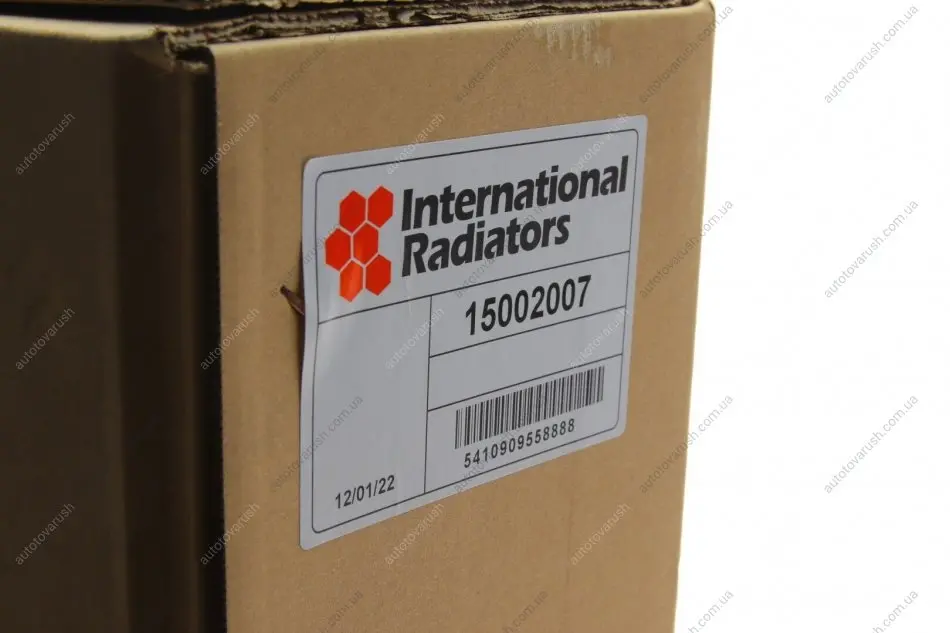 International
Radiators
15002007
5410909558888
12/01/22
autotovarush.com.ua